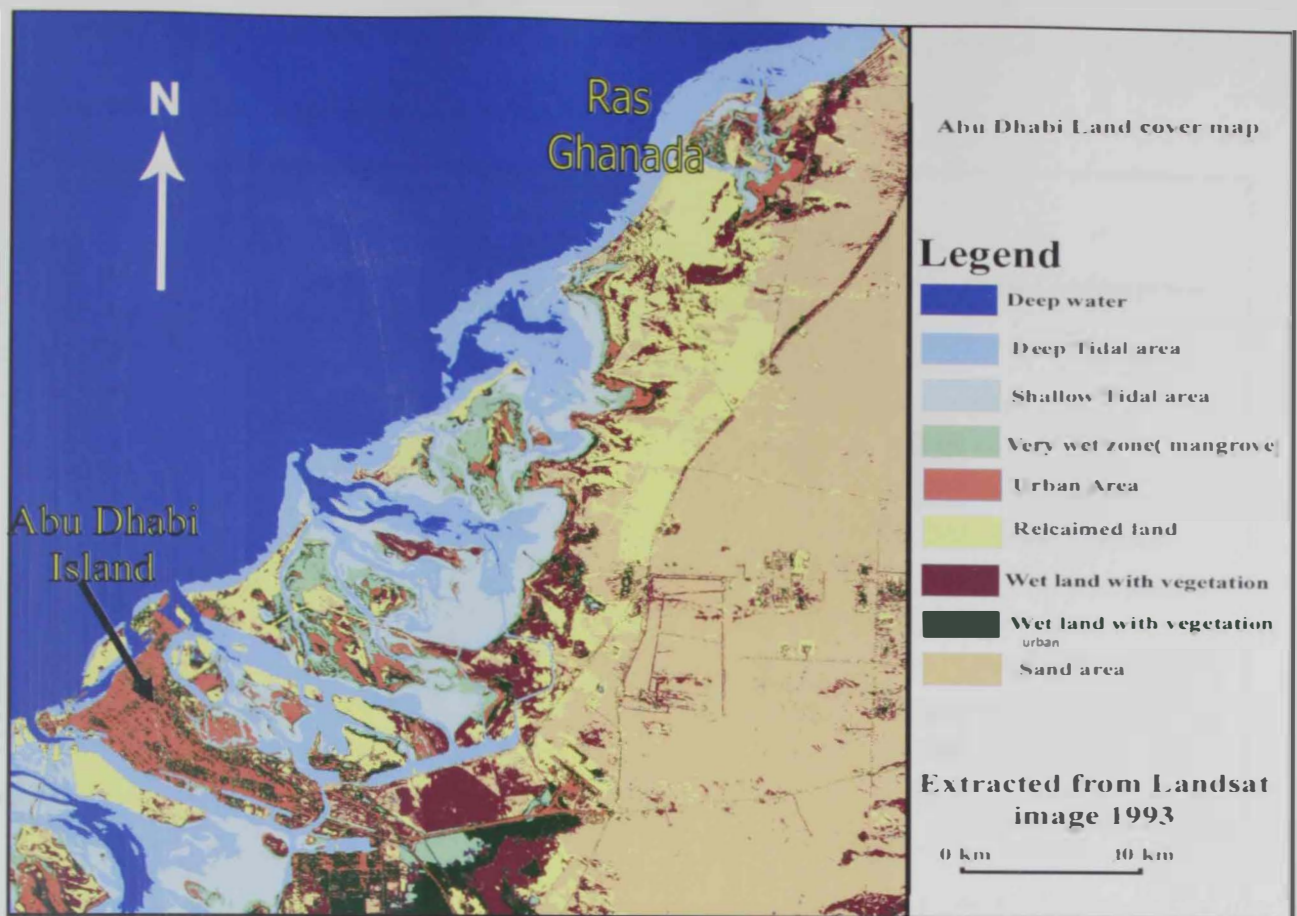 N
Ras
Ghanada
Abu Dhabi
Island
Abu Dhabi Land cover map
Legend
Deep water
Deep Tidal area
Shallow Tidal area
Very wet zone( mangrove
Urban Area
Relcaimed land
Wet land with vegetation
Wet land with vegetation
urban
Sand area
Extracted from Landsat
image 1993
0 km 10 km